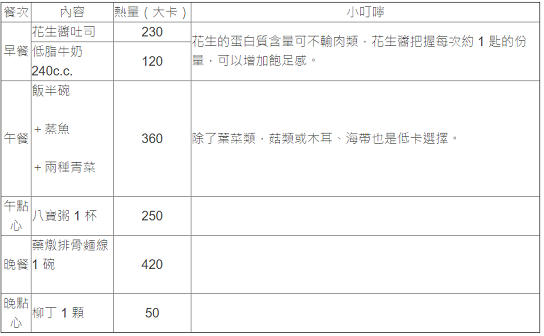 餐次 內容 熱量(大卡) 小叮嚀
早餐 花生醬吐司 230 花生的蛋白質含量可不輸肉類，花生醬把握每次約 1 匙的份
量，可以增加飽足感。
低脂牛奶
240c.c. 120
午餐 飯半碗
+蒸魚 360 除了葉菜類，菇類或木耳、海帶也是低卡選擇。
+兩種青菜
午點
心 八寶粥 1 杯 250
晚餐 藥燉排骨麵線
1 碗 420
晚點
心 柳丁 1 顆 50